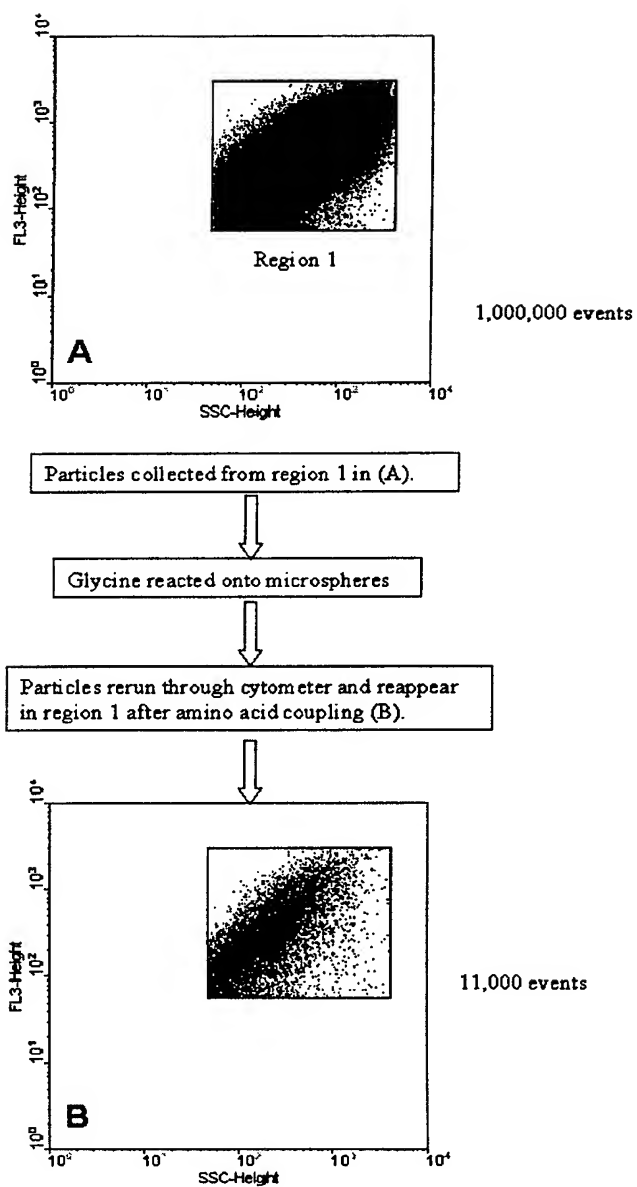 10⁴
10³
FL3-Height
10²
Region 1
10¹
1,000,000 events
A
10⁰
10⁰ 10¹ 10² 10³ 10⁴
SSC-Height
Particles collected from region 1 in (A).
Glycine reacted onto microspheres
Particles rerun through cytometer and reappear
in region 1 after amino acid coupling (B).
10⁴
10³
FL3-Height
10²
11,000 events
10¹
B
10⁰
10⁰ 10¹ 10² 10³ 10⁴
SSC-Height